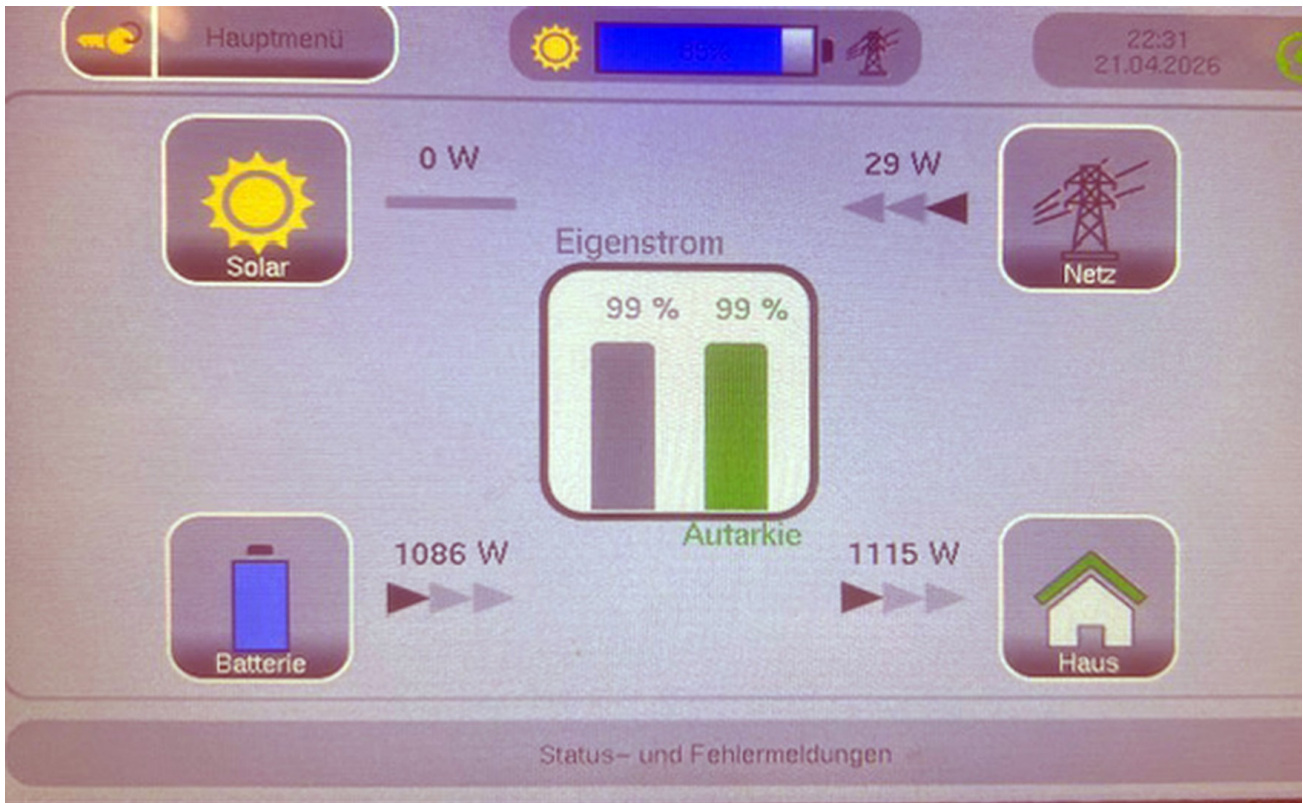 Hauptmenü
22:31
21.04.2026
0 W
29 W
Solar
Netz
Eigenstrom
99 %
99 %
Autarkie
1086 W
1115 W
Batterie
Haus
Status- und Fehlermeldungen